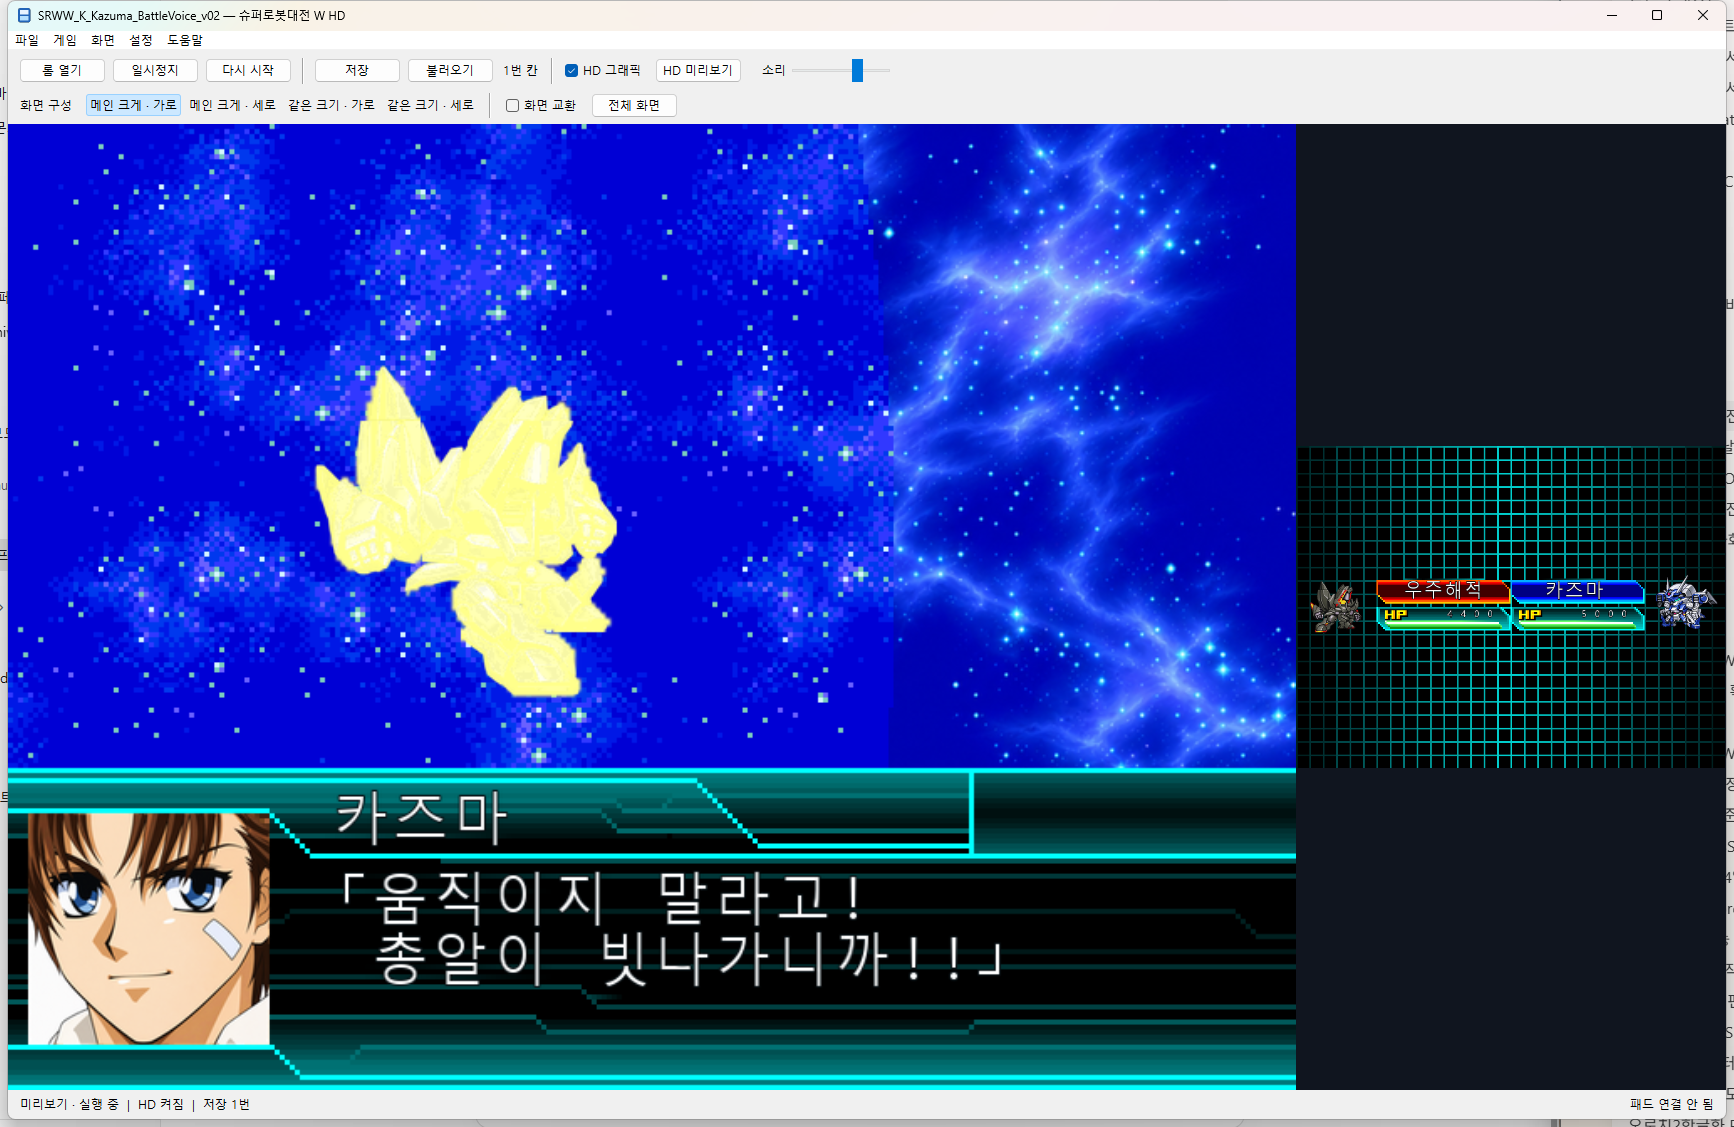 SRWW_K_Kazuma_BattleVoice_v02 — 슈퍼로봇대전 W HD
파일 게임 화면 설정 도움말
롬 열기 일시정지 다시 시작 저장 불러오기 1번 칸 HD 그래픽 HD 미리보기 소리
화면 구성 메인 크게 · 가로 메인 크게 · 세로 같은 크기 · 가로 같은 크기 · 세로 화면 교환 전체 화면
우주해적 카즈마
HP 4400 HP 5000
카즈마
「움직이지 말라고!
총알이 빗나가니까!!」
미리보기 · 실행 중 | HD 켜짐 | 저장 1번
패드 연결 안 됨